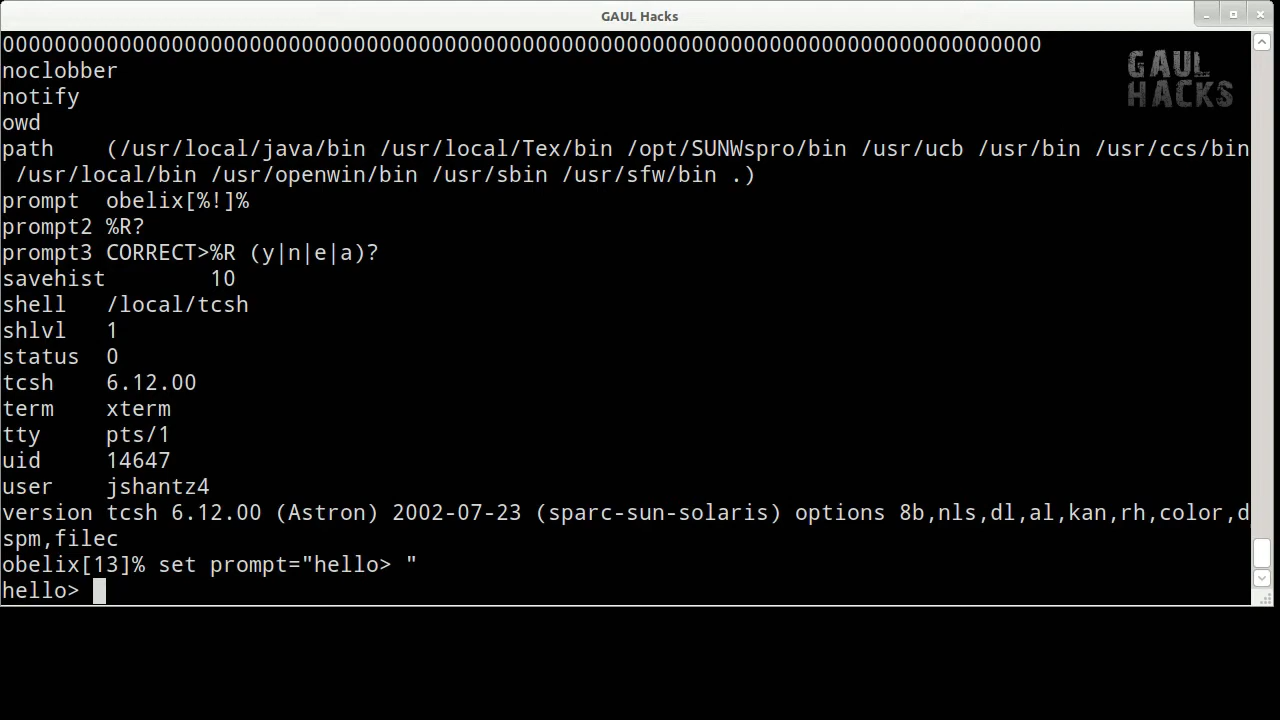 GAUL Hacks
00000000000000000000000000000000000000000000000000000000000000000000000000000000
noclobber
notify
owd
path    (/usr/local/java/bin /usr/local/Tex/bin /opt/SUNWspro/bin /usr/ucb /usr/bin /usr/ccs/bin
 /usr/local/bin /usr/openwin/bin /usr/sbin /usr/sfw/bin .)
prompt  obelix[%!]%
prompt2 %R?
prompt3 CORRECT>%R (y|n|e|a)?
savehist        10
shell   /local/tcsh
shlvl   1
status  0
tcsh    6.12.00
term    xterm
tty     pts/1
uid     14647
user    jshantz4
version tcsh 6.12.00 (Astron) 2002-07-23 (sparc-sun-solaris) options 8b,nls,dl,al,kan,rh,color,d
spm,filec
obelix[13]% set prompt="hello> "
hello>
GAUL
HACKS